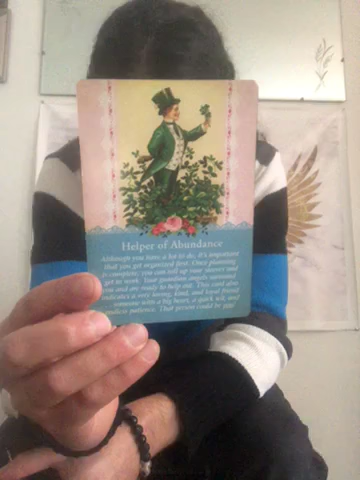 Helper of Abundance
Although you have a lot to do, it's important
that you get organized first. Once planning
is complete, you can roll up your sleeves and
get to work. Your guardian angels surround
you and are ready to help out. This card also
indicates a very loving, kind, and loyal friend
someone with a big heart, a quick wit, and
endless patience. That person could be you!